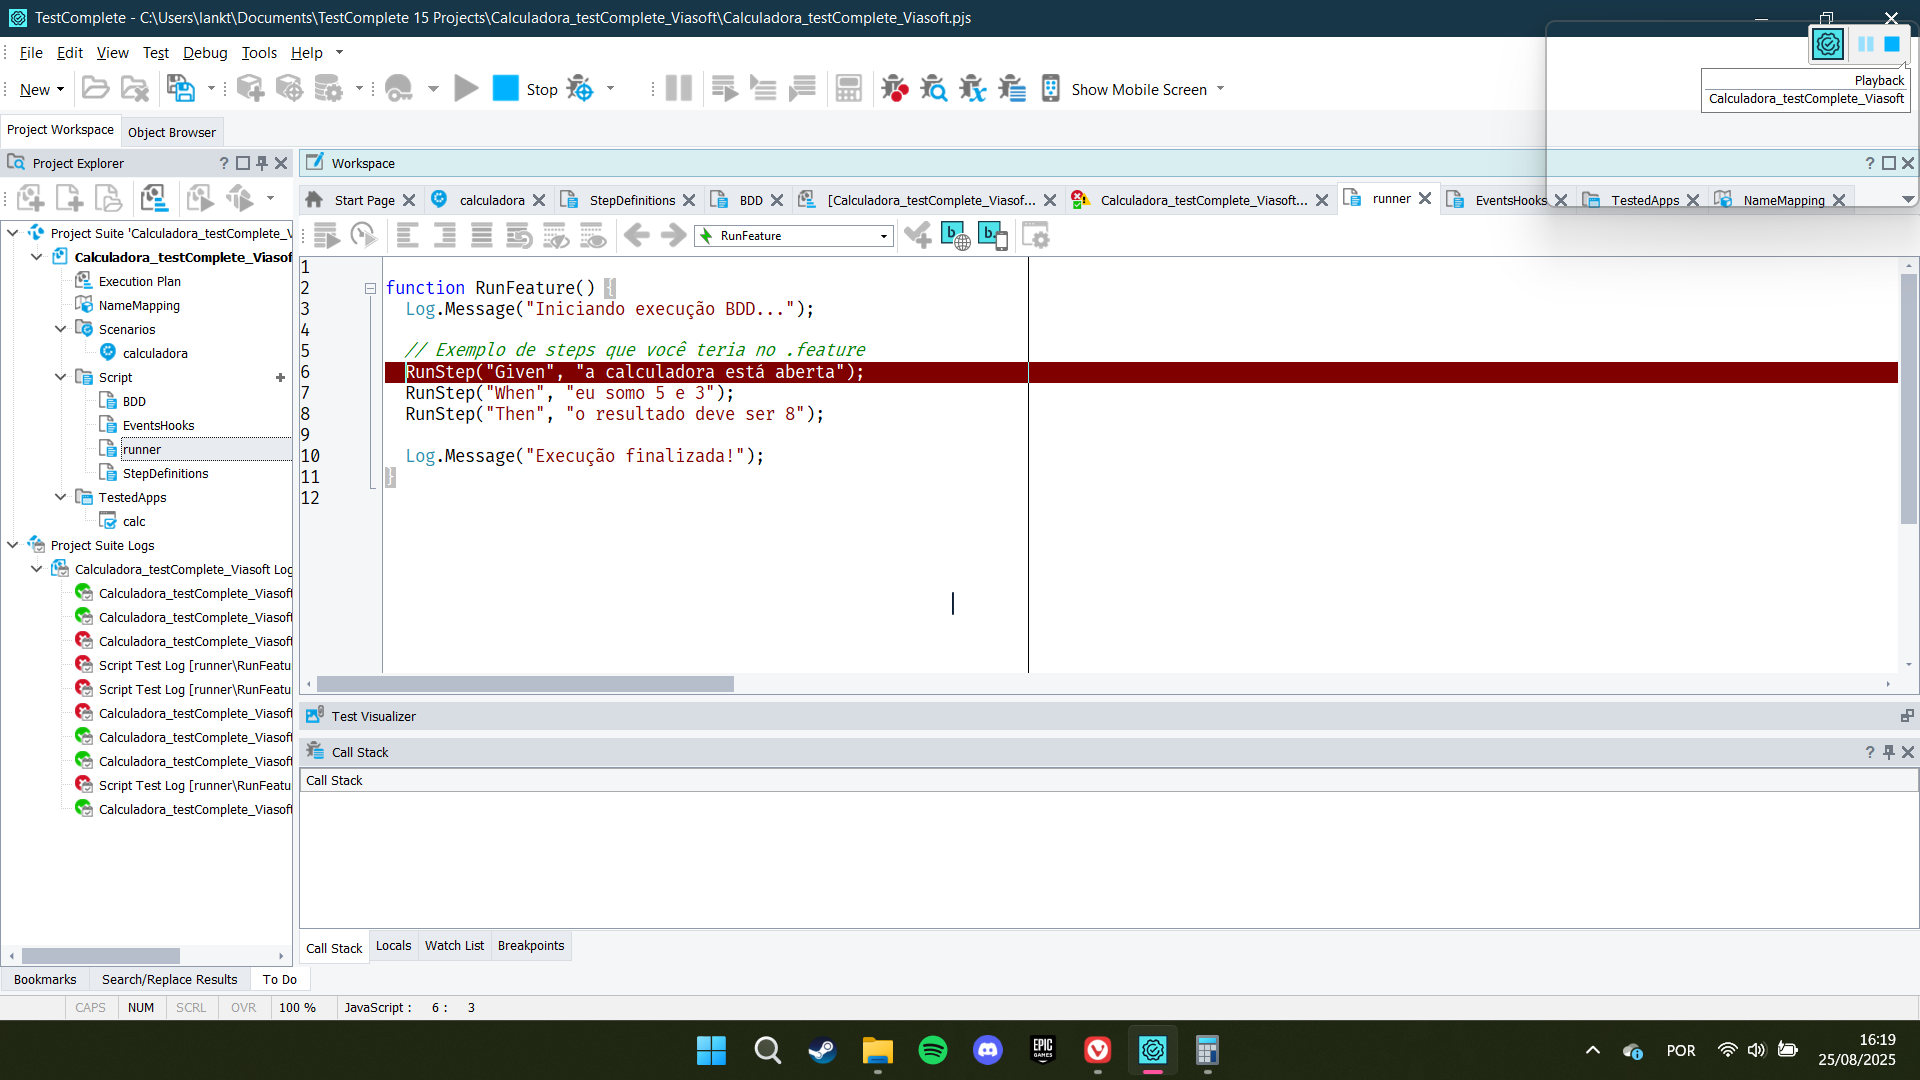 TestComplete - C:\Users\lankt\Documents\TestComplete 15 Projects\Calculadora_testComplete_Viasoft\Calculadora_testComplete_Viasoft.pjs
File Edit View Test Debug Tools Help
New
Stop
Show Mobile Screen
Playback
Calculadora_testComplete_Viasoft
Project Workspace
Object Browser
Project Explorer
Workspace
Start Page
calculadora
StepDefinitions
BDD
[Calculadora_testComplete_Viasof...
Calculadora_testComplete_Viasoft...
runner
EventsHooks
TestedApps
NameMapping
RunFeature
Project Suite 'Calculadora_testComplete_V
Calculadora_testComplete_Viasof
Execution Plan
NameMapping
Scenarios
calculadora
Script
BDD
EventsHooks
runner
StepDefinitions
TestedApps
calc
Project Suite Logs
Calculadora_testComplete_Viasoft Log
Calculadora_testComplete_Viasoft
Calculadora_testComplete_Viasoft
Calculadora_testComplete_Viasoft
Script Test Log [runner\RunFeatu
Script Test Log [runner\RunFeatu
Calculadora_testComplete_Viasoft
Calculadora_testComplete_Viasoft
Calculadora_testComplete_Viasoft
Script Test Log [runner\RunFeatu
Calculadora_testComplete_Viasoft
1
2 function RunFeature() {
3 Log.Message("Iniciando execução BDD...");
4
5 // Exemplo de steps que você teria no .feature
6 RunStep("Given", "a calculadora está aberta");
7 RunStep("When", "eu somo 5 e 3");
8 RunStep("Then", "o resultado deve ser 8");
9
10 Log.Message("Execução finalizada!");
11 }
12
Test Visualizer
Call Stack
Call Stack
Call Stack
Locals
Watch List
Breakpoints
Bookmarks
Search/Replace Results
To Do
CAPS NUM SCRL OVR 100 % JavaScript : 6 : 3
EPIC GAMES
POR
16:19
25/08/2025